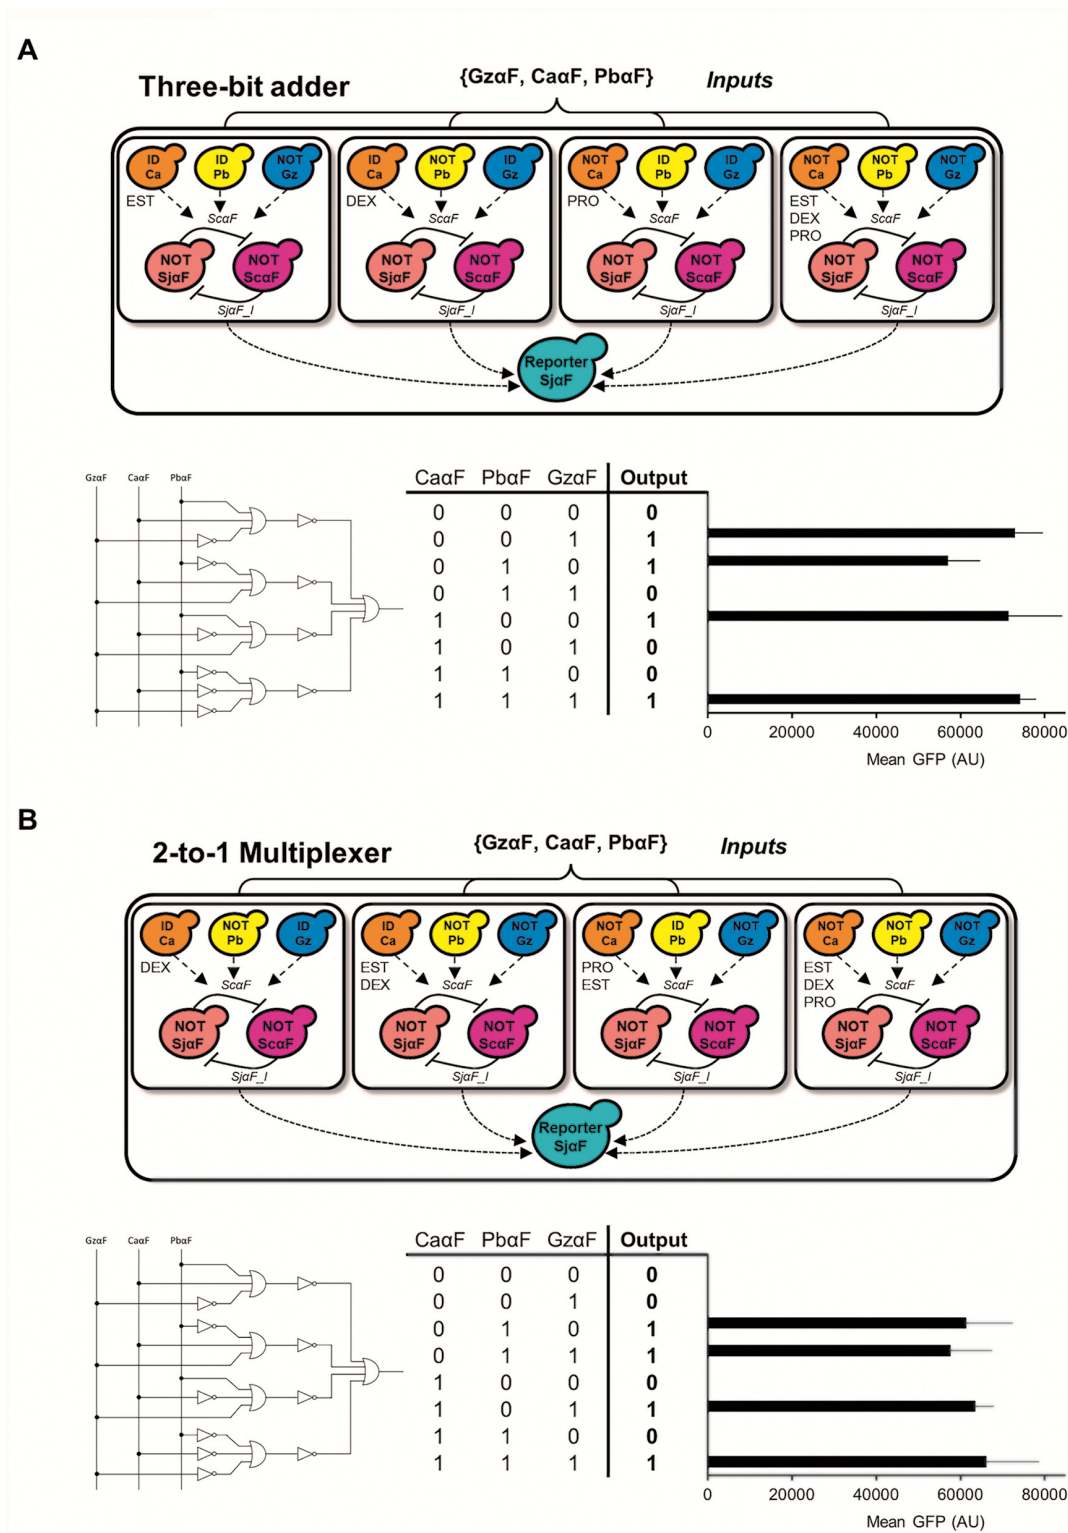 A
Three-bit adder
{GzαF, CaαF, PbαF}
Inputs
ID Ca
ID Pb
NOT Gz
EST
ScαF
NOT SjαF
NOT ScαF
SjαF_I
ID Ca
NOT Pb
ID Gz
DEX
ScαF
NOT SjαF
NOT ScαF
SjαF_I
NOT Ca
ID Pb
ID Gz
PRO
ScαF
NOT SjαF
NOT ScαF
SjαF_I
NOT Ca
NOT Pb
NOT Gz
EST
DEX
PRO
ScαF
NOT SjαF
NOT ScαF
SjαF_I
Reporter
SjαF
GzαF CaαF PbαF
CaαF PbαF GzαF Output
0 0 0 0
0 0 1 1
0 1 0 1
0 1 1 0
1 0 0 1
1 0 1 0
1 1 0 0
1 1 1 1
0 20000 40000 60000 80000
Mean GFP (AU)
B
2-to-1 Multiplexer
{GzαF, CaαF, PbαF}
Inputs
ID Ca
NOT Pb
ID Gz
DEX
ScαF
NOT SjαF
NOT ScαF
SjαF_I
ID Ca
NOT Pb
NOT Gz
EST
DEX
ScαF
NOT SjαF
NOT ScαF
SjαF_I
NOT Ca
ID Pb
NOT Gz
PRO
EST
ScαF
NOT SjαF
NOT ScαF
SjαF_I
NOT Ca
NOT Pb
NOT Gz
EST
DEX
PRO
ScαF
NOT SjαF
NOT ScαF
SjαF_I
Reporter
SjαF
GzαF CaαF PbαF
CaαF PbαF GzαF Output
0 0 0 0
0 0 1 0
0 1 0 1
0 1 1 1
1 0 0 0
1 0 1 1
1 1 0 0
1 1 1 1
0 20000 40000 60000 80000
Mean GFP (AU)